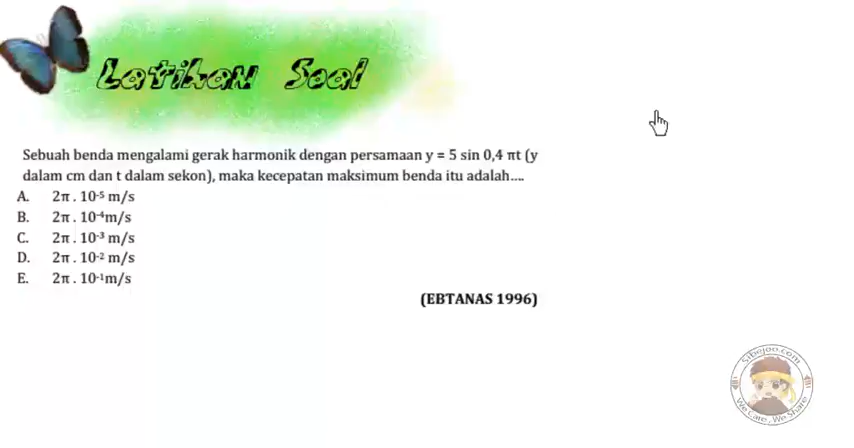 Latihan Soal
Sebuah benda mengalami gerak harmonik dengan persamaan y = 5 sin 0,4 πt (y
dalam cm dan t dalam sekon), maka kecepatan maksimum benda itu adalah....
A. 2π . 10⁻⁵ m/s
B. 2π . 10⁻⁴m/s
C. 2π . 10⁻³ m/s
D. 2π . 10⁻² m/s
E. 2π . 10⁻¹m/s
(EBTANAS 1996)
Sibejoo.com
We Care, We Share